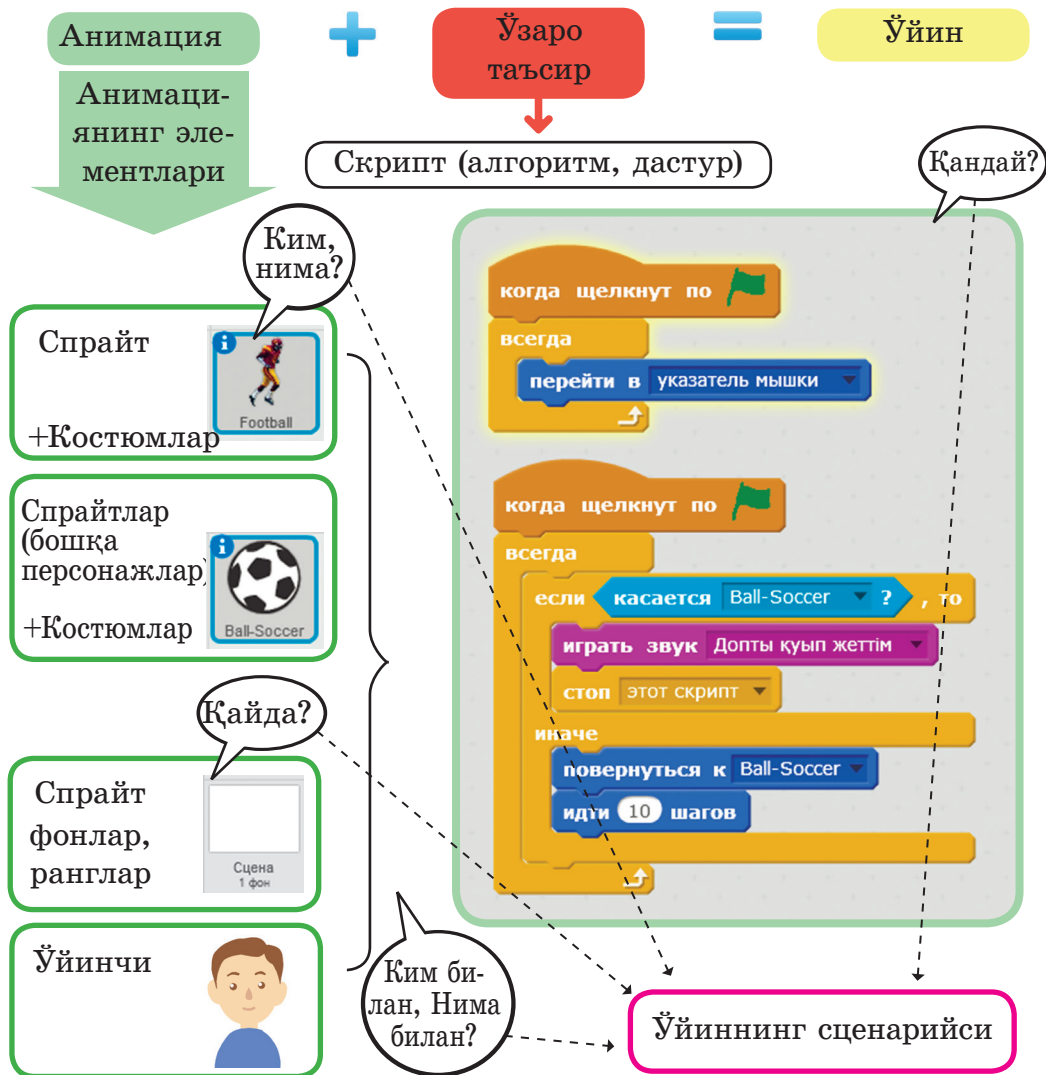 Анимация
+
Ўзаро
таъсир
=
Ўйин
Анимаци-
янинг эле-
ментлари
Скрипт (алгоритм, дастур)
Қандай?
Ким,
нима?
Спрайт
Football
+Костюмлар
Спрайтлар
(бошқа
персонажлар)
+Костюмлар
Ball-Soccer
Қайда?
Спрайт
фонлар,
ранглар
Сцена
1 фон
Ўйинчи
Ким би-
лан, Нима
билан?
когда щелкнут по
всегда
перейти в указатель мышки
когда щелкнут по
всегда
если касается Ball-Soccer ? , то
играть звук Допты қуып жеттім
стоп этот скрипт
иначе
повернуться к Ball-Soccer
идти 10 шагов
Ўйиннинг сценарийси